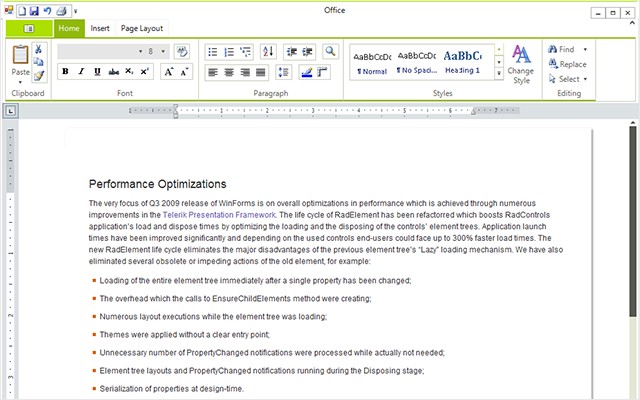 Office
Home Insert Page Layout
8
AaBbCcDc AaBbCcDc AaBbCc
Find
Replace
Select
Paste
B I U abc X₂ X² A A
¶ Normal ¶ No Spaci... Heading 1
Change
Style
Clipboard Font Paragraph Styles Editing
1 1 2 3 4 5 6 7
Performance Optimizations
The very focus of Q3 2009 release of WinForms is on overall optimizations in performance which is achieved through numerous
improvements in the Telerik Presentation Framework. The life cycle of RadElement has been refactorred which boosts RadControls
application's load and dispose times by optimizing the loading and the disposing of the controls' element trees. Application launch
times have been improved significantly and depending on the used controls end-users could face up to 300% faster load times. The
new RadElement life cycle eliminates the major disadvantages of the previous element tree's "Lazy" loading mechanism. We have also
eliminated several obsolete or impeding actions of the old element, for example:
Loading of the entire element tree immediately after a single property has been changed;
The overhead which the calls to EnsureChildElements method were creating;
Numerous layout executions while the element tree was loading;
Themes were applied without a clear entry point;
Unnecessary number of PropertyChanged notifications were processed while actually not needed;
Element tree layouts and PropertyChanged notifications running during the Disposing stage;
Serialization of properties at design-time.